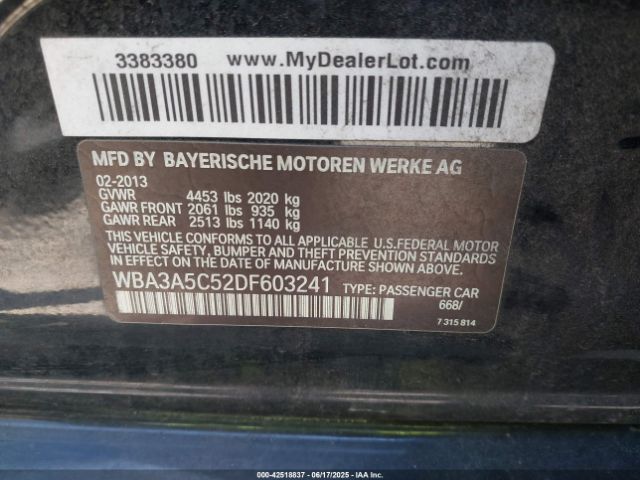 3383380 www.MyDealerLot.com
MFD BY BAYERISCHE MOTOREN WERKE AG
02-2013
GVWR 4453 lbs 2020 kg
GAWR FRONT 2061 lbs 935 kg
GAWR REAR 2513 lbs 1140 kg
THIS VEHICLE CONFORMS TO ALL APPLICABLE U.S.FEDERAL MOTOR
VEHICLE SAFETY, BUMPER, AND THEFT PREVENTION STANDARDS
IN EFFECT ON THE DATE OF MANUFACTURE SHOWN ABOVE.
WBA3A5C52DF603241 TYPE: PASSENGER CAR
668/
7 315 814
000-42518837 - 06/17/2025 - IAA Inc.